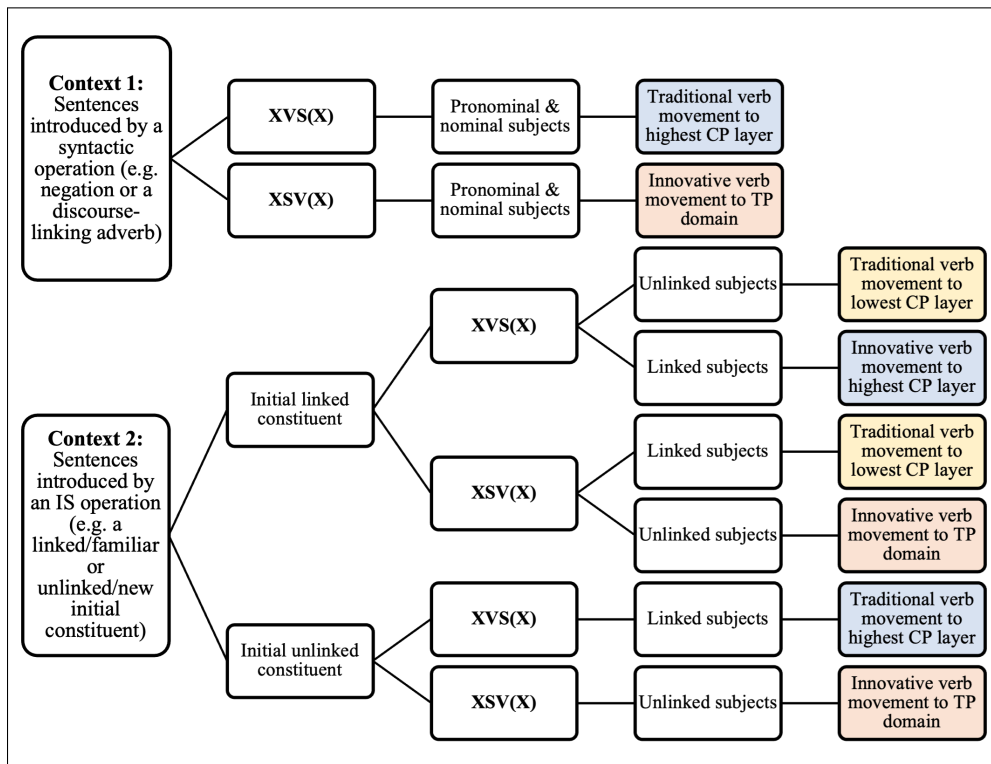 Context 1:
Sentences
introduced by a
syntactic
operation (e.g.
negation or a
discourse-
linking adverb)
XVS(X)
Pronominal &
nominal subjects
Traditional verb
movement to
highest CP layer
XSV(X)
Pronominal &
nominal subjects
Innovative verb
movement to TP
domain
Context 2:
Sentences
introduced by
an IS operation
(e.g. a
linked/familiar
or
unlinked/new
initial
constituent)
Initial linked
constituent
XVS(X)
Unlinked subjects
Traditional verb
movement to
lowest CP layer
Linked subjects
Innovative verb
movement to
highest CP layer
XSV(X)
Linked subjects
Traditional verb
movement to
lowest CP layer
Unlinked subjects
Innovative verb
movement to TP
domain
Initial unlinked
constituent
XVS(X)
Linked subjects
Traditional verb
movement to
highest CP layer
XSV(X)
Unlinked subjects
Innovative verb
movement to TP
domain